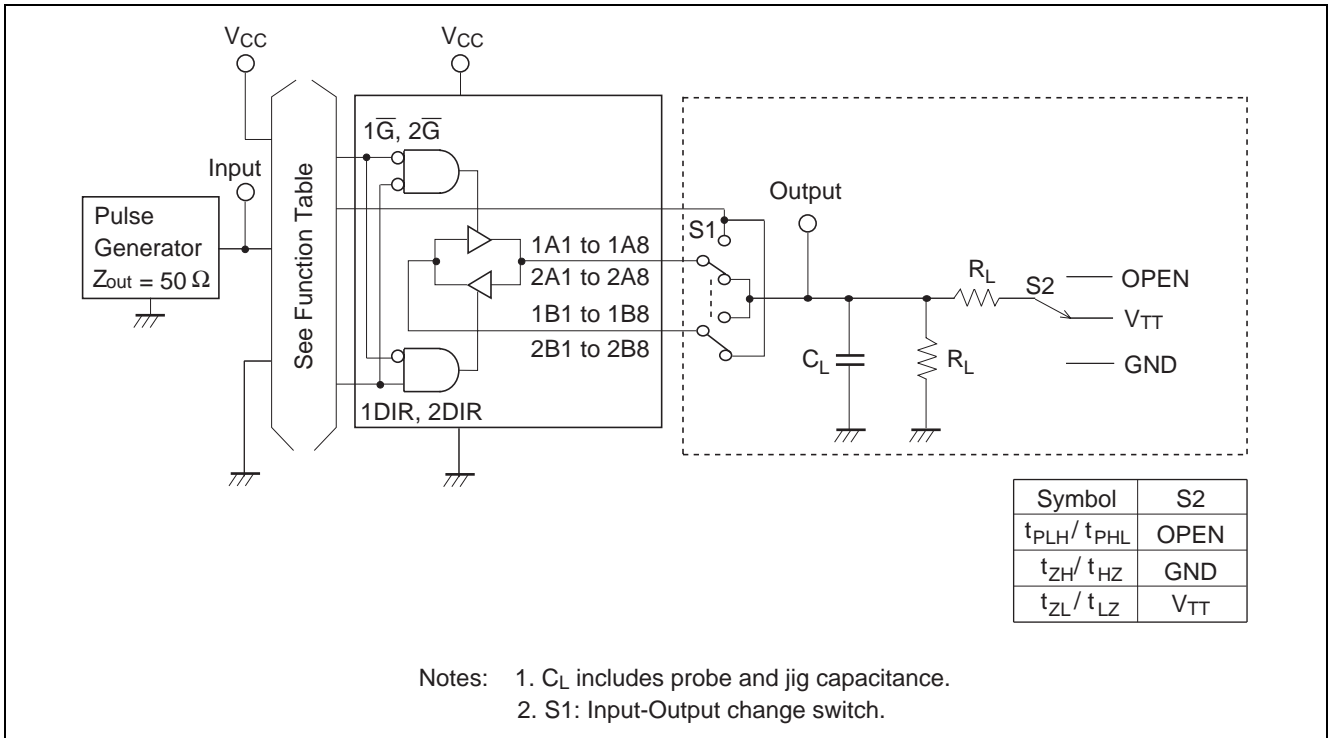 VCC
VCC
1G̅, 2G̅
Input
Output
Pulse
Generator
Zout = 50 Ω
See Function Table
S1
1A1 to 1A8
2A1 to 2A8
1B1 to 1B8
2B1 to 2B8
RL
S2
OPEN
VTT
GND
CL
RL
1DIR, 2DIR
Symbol S2
tPLH/ tPHL OPEN
tZH/ tHZ GND
tZL/ tLZ VTT
Notes: 1. CL includes probe and jig capacitance.
2. S1: Input-Output change switch.